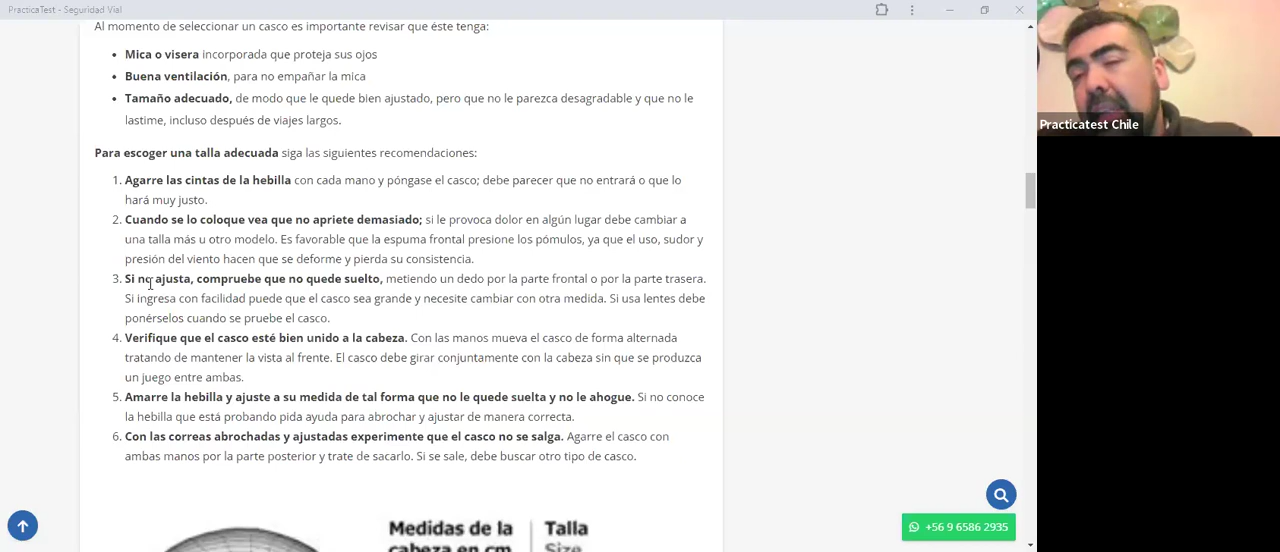 PracticaTest - Seguridad Vial
Al momento de seleccionar un casco es importante revisar que éste tenga:
• Mica o visera incorporada que proteja sus ojos
• Buena ventilación, para no empañar la mica
• Tamaño adecuado, de modo que le quede bien ajustado, pero que no le parezca desagradable y que no le
lastime, incluso después de viajes largos.
Para escoger una talla adecuada siga las siguientes recomendaciones:
1. Agarre las cintas de la hebilla con cada mano y póngase el casco; debe parecer que no entrará o que lo
hará muy justo.
2. Cuando se lo coloque vea que no apriete demasiado; si le provoca dolor en algún lugar debe cambiar a
una talla más u otro modelo. Es favorable que la espuma frontal presione los pómulos, ya que el uso, sudor y
presión del viento hacen que se deforme y pierda su consistencia.
3. Si no ajusta, compruebe que no quede suelto, metiendo un dedo por la parte frontal o por la parte trasera.
Si ingresa con facilidad puede que el casco sea grande y necesite cambiar con otra medida. Si usa lentes debe
ponérselos cuando se pruebe el casco.
4. Verifique que el casco esté bien unido a la cabeza. Con las manos mueva el casco de forma alternada
tratando de mantener la vista al frente. El casco debe girar conjuntamente con la cabeza sin que se produzca
un juego entre ambas.
5. Amarre la hebilla y ajuste a su medida de tal forma que no le quede suelta y no le ahogue. Si no conoce
la hebilla que está probando pida ayuda para abrochar y ajustar de manera correcta.
6. Con las correas abrochadas y ajustadas experimente que el casco no se salga. Agarre el casco con
ambas manos por la parte posterior y trate de sacarlo. Si se sale, debe buscar otro tipo de casco.
Medidas de la
cabeza en cm
Talla
Size
+56 9 6586 2935
Practicatest Chile